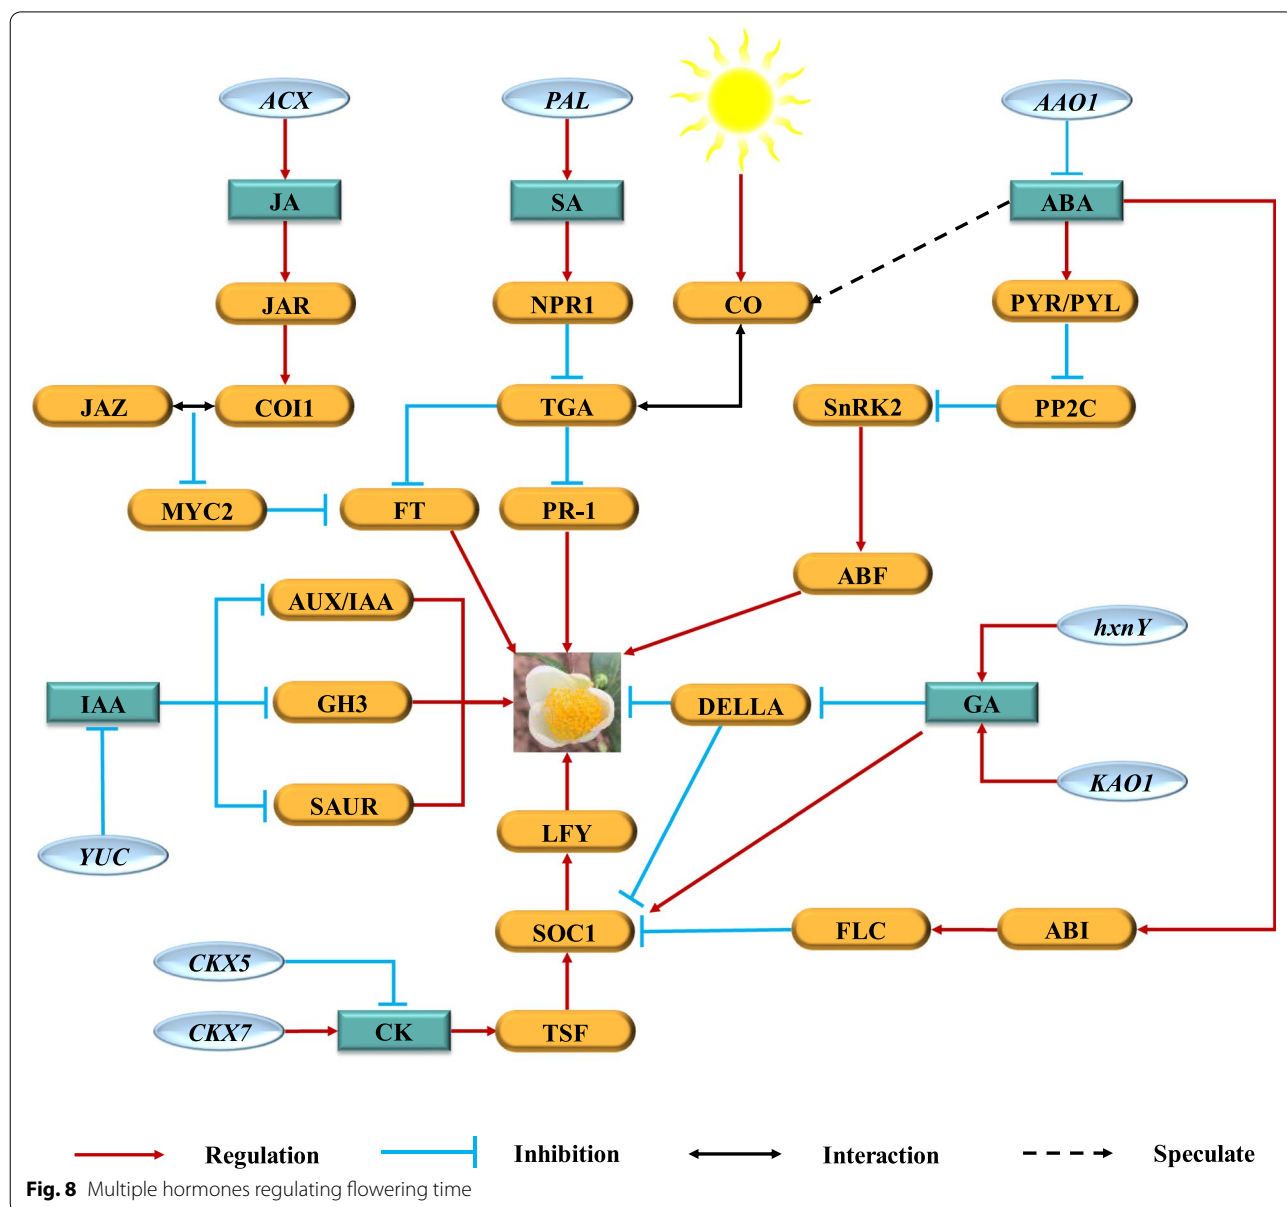 ACX PAL AAO1
JA SA ABA
JAR NPR1 CO PYR/PYL
JAZ COI1 TGA SnRK2 PP2C
MYC2 FT PR-1
ABF
AUX/IAA
hxnY
IAA GH3 DELLA GA
KAO1
SAUR
LFY
YUC
SOC1 FLC ABI
CKX5
CKX7 CK TSF
Regulation Inhibition Interaction Speculate
Fig. 8 Multiple hormones regulating flowering time